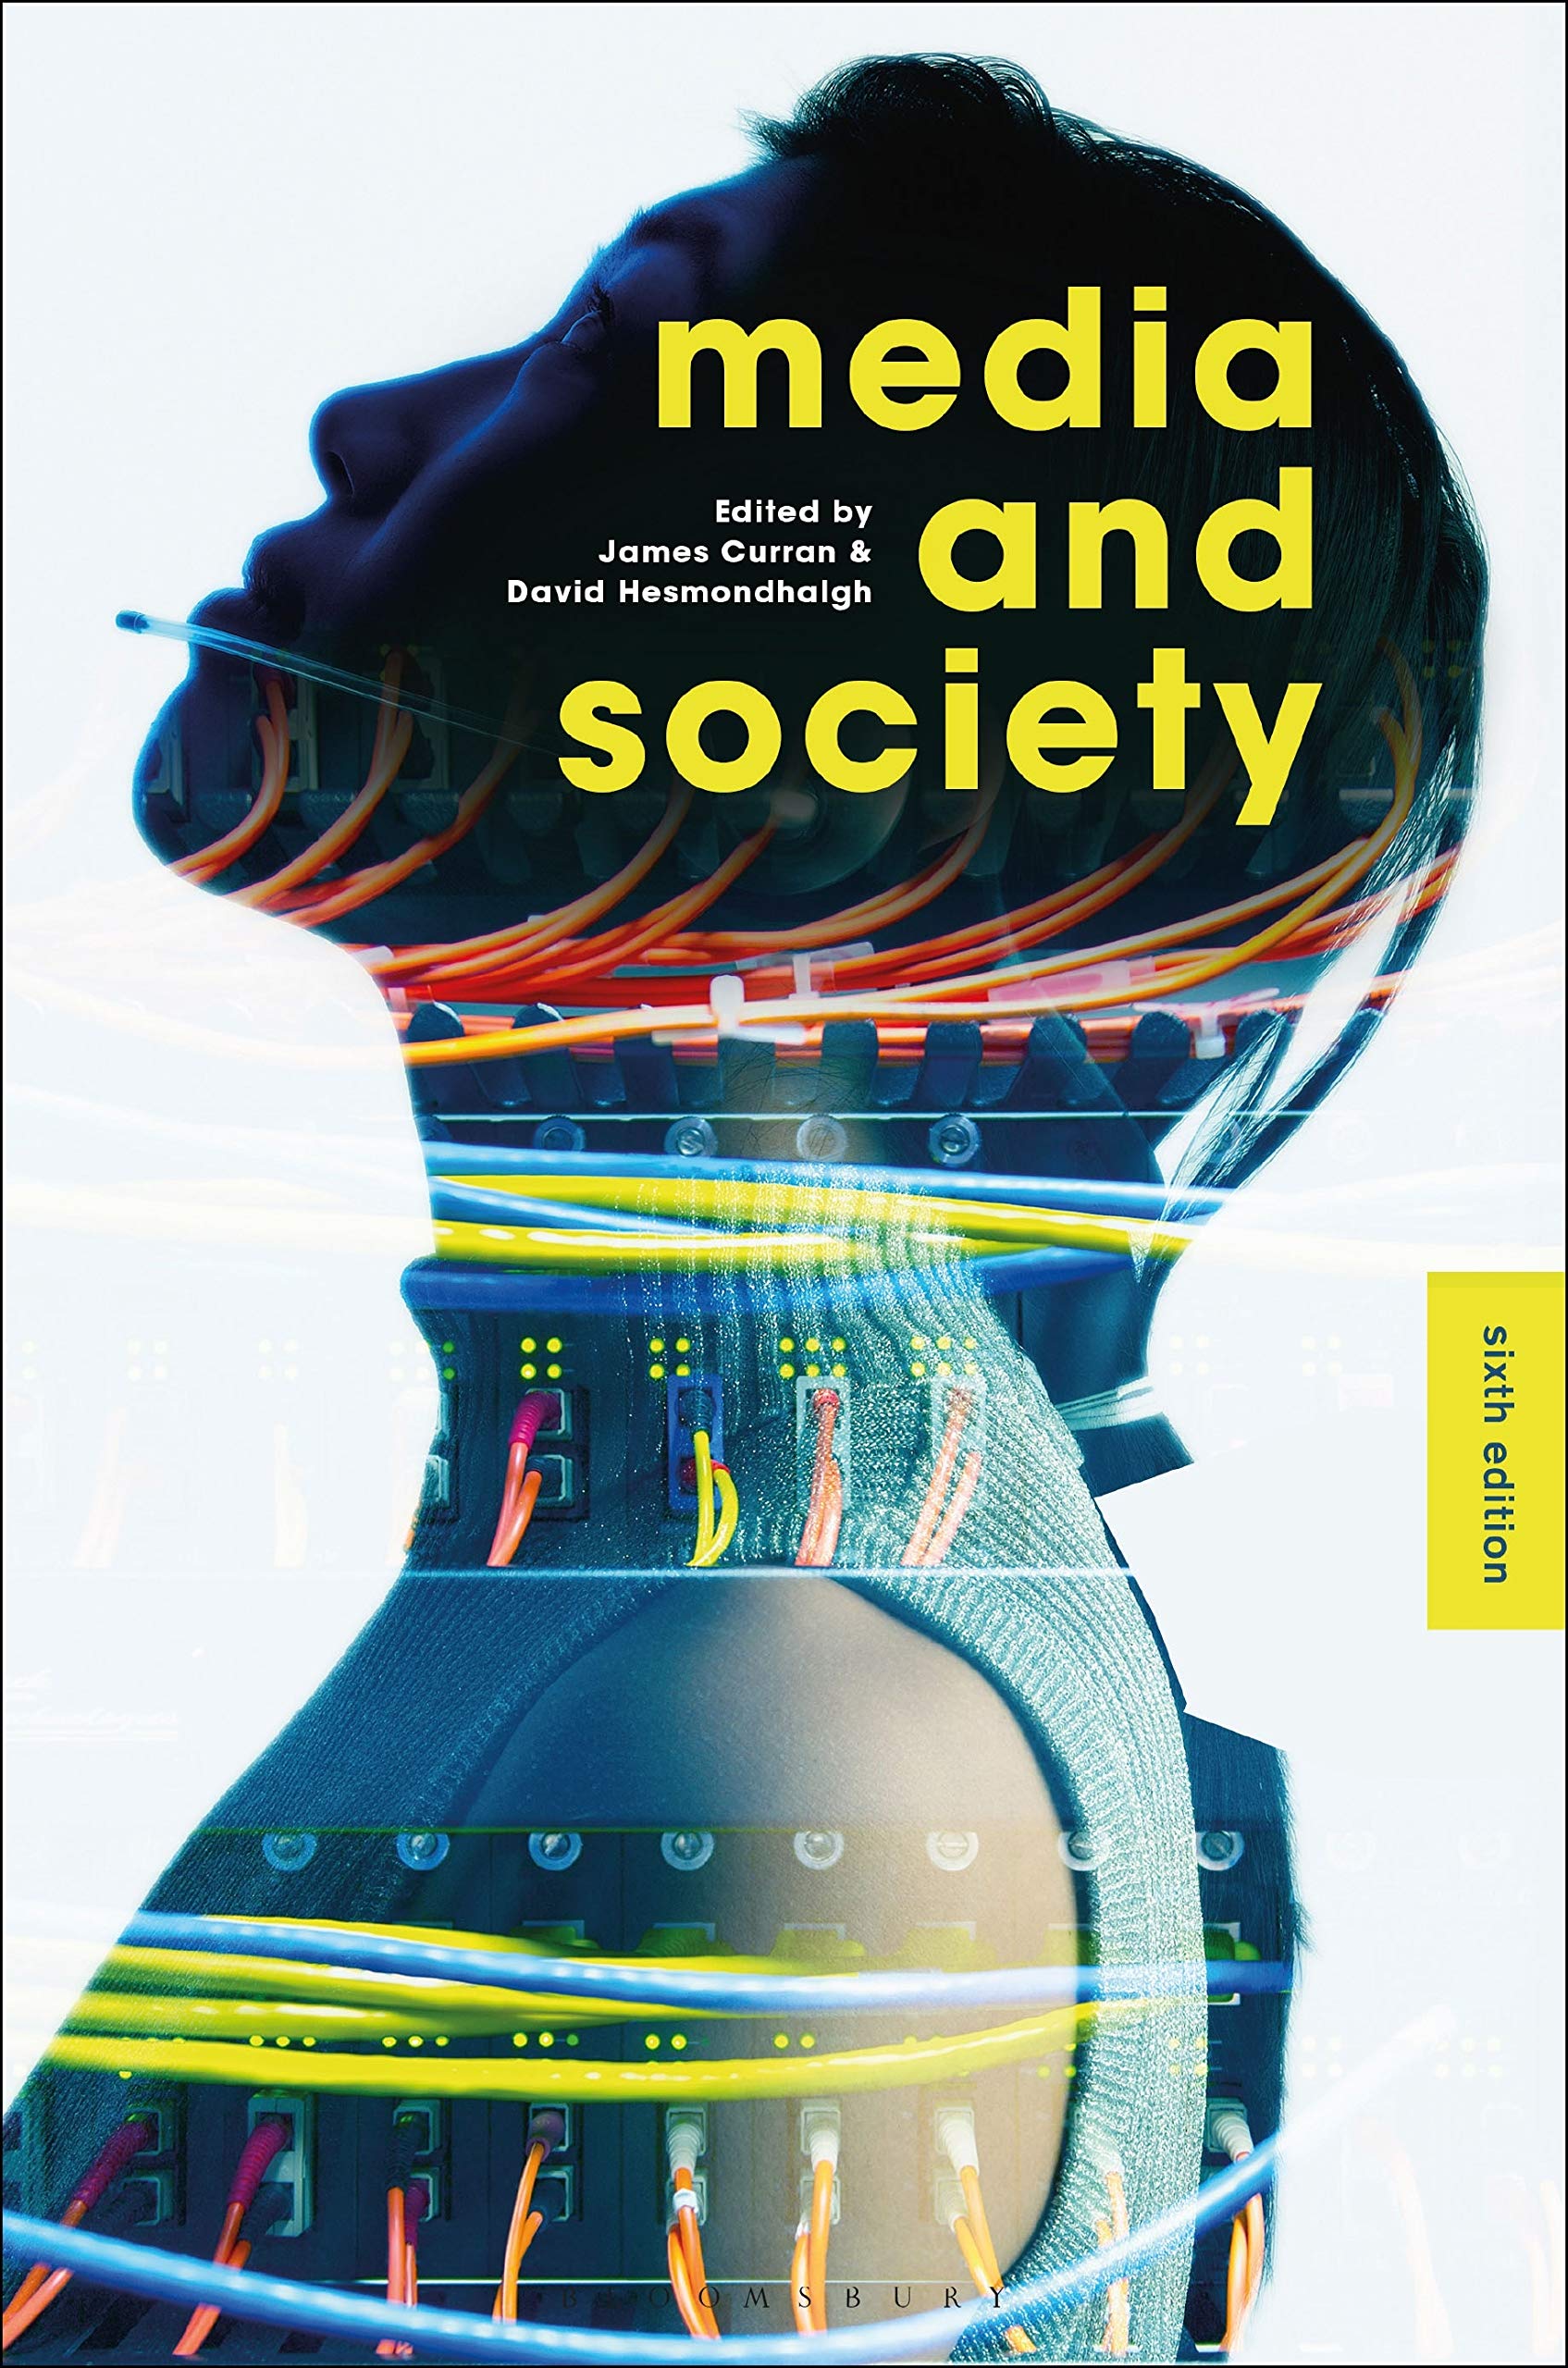 media
Edited by
James Curran &
David Hesmondhalgh
and
society
sixth edition
BLOOMSBURY